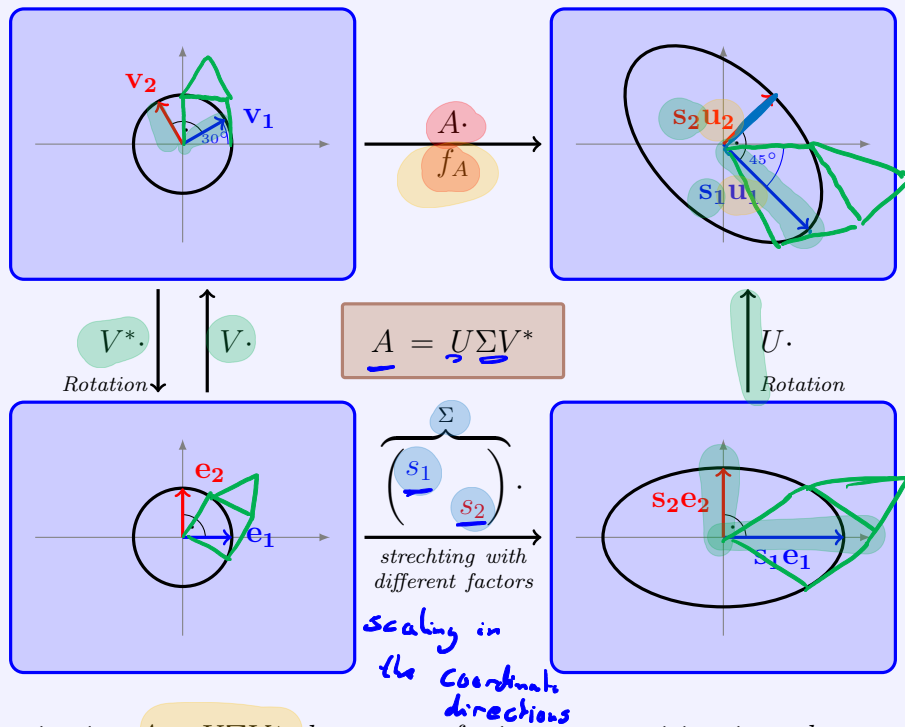 v₂
v₁
30°
A·
f_A
s₂u₂
45°
s₁u₁
V*·
V·
Rotation
A = UΣV*
U·
Rotation
Σ
s₁
s₂
·
e₂
e₁
s₂e₂
s₁e₁
strechting with
different factors
scaling in
the coordinate
directions